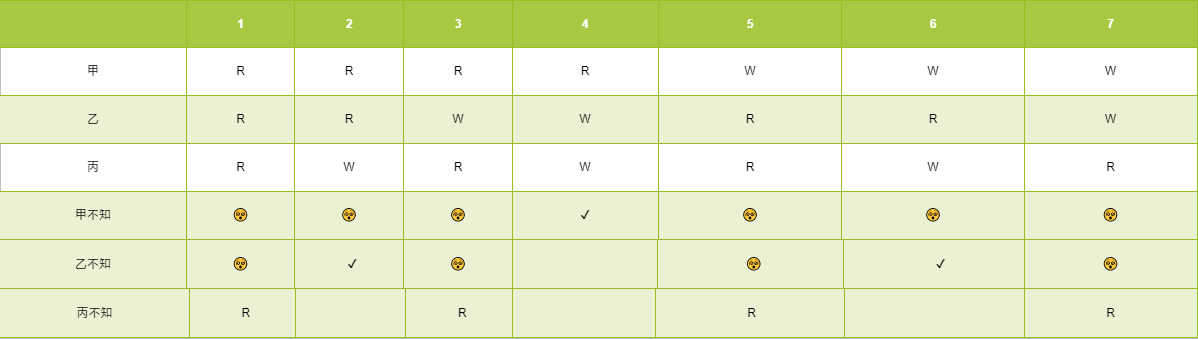 1 2 3 4 5 6 7
甲 R R R R W W W
乙 R R W W R R W
丙 R W R W R W R
甲不知 😵 😵 😵 ✓ 😵 😵 😵
乙不知 😵 ✓ 😵 😵 ✓ 😵
丙不知 R R R R